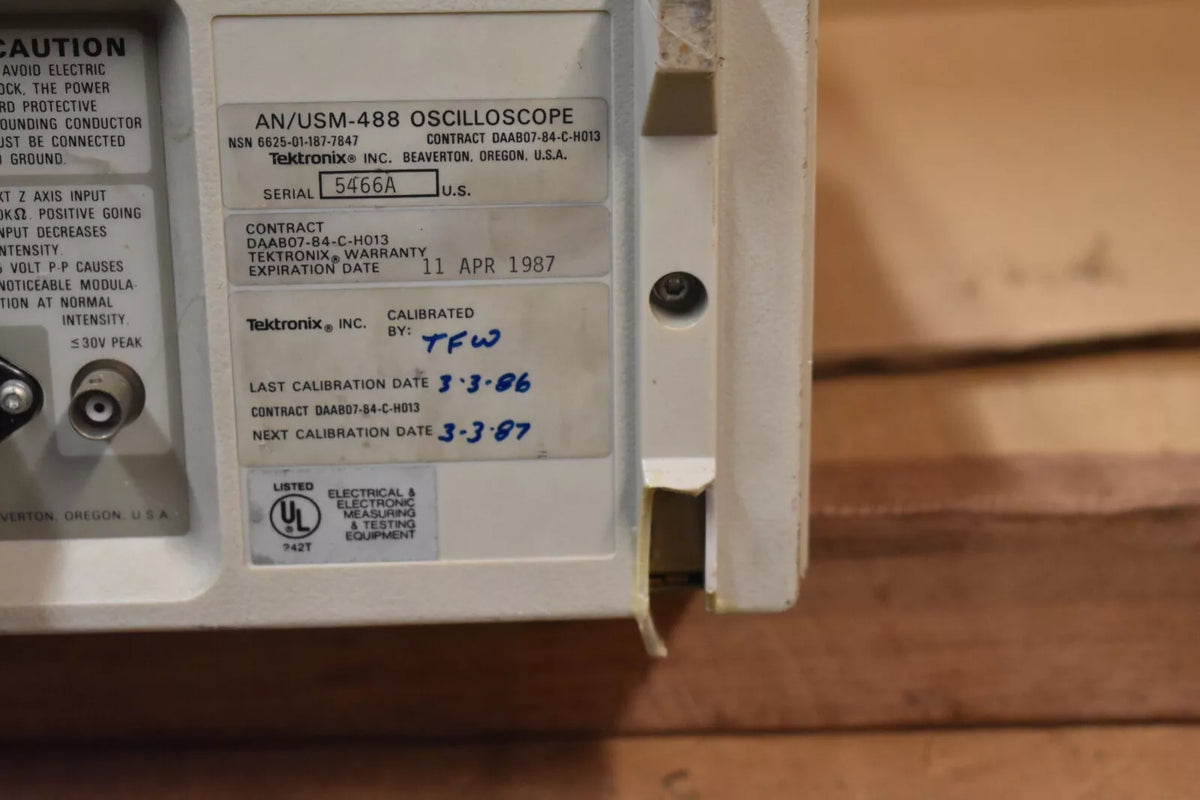 CAUTION
AVOID ELECTRIC
OCK, THE POWER
RD PROTECTIVE
OUNDING CONDUCTOR
UST BE CONNECTED
O GROUND.
XT Z AXIS INPUT
0KΩ. POSITIVE GOING
NPUT DECREASES
NTENSITY.
5 VOLT P-P CAUSES
NOTICEABLE MODULA-
TION AT NORMAL
INTENSITY.
≤30V PEAK
VERTON, OREGON, U.S.A.
AN/USM-488 OSCILLOSCOPE
NSN 6625-01-187-7847 CONTRACT DAAB07-84-C-H013
Tektronix® INC. BEAVERTON, OREGON, U.S.A.
SERIAL 5466A U.S.
CONTRACT
DAAB07-84-C-H013
TEKTRONIX® WARRANTY
EXPIRATION DATE 11 APR 1987
Tektronix® INC. CALIBRATED
BY: TFW
LAST CALIBRATION DATE 3·3·86
CONTRACT DAAB07-84-C-H013
NEXT CALIBRATION DATE 3-3·87
LISTED
UL®
242T
ELECTRICAL &
ELECTRONIC
MEASURING
& TESTING
EQUIPMENT